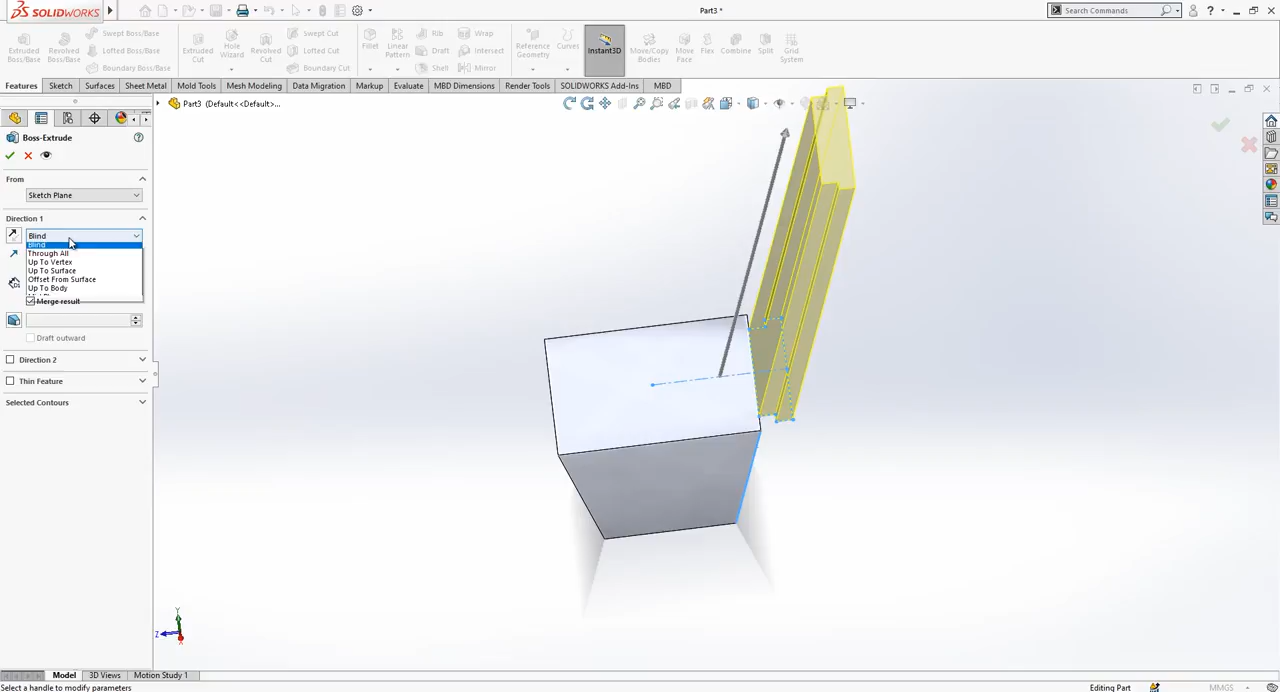 SOLIDWORKS
Part3 *
Search Commands
Extruded Boss/Base
Revolved Boss/Base
Swept Boss/Base
Lofted Boss/Base
Boundary Boss/Base
Extruded Cut
Hole Wizard
Revolved Cut
Swept Cut
Lofted Cut
Boundary Cut
Fillet
Linear Pattern
Rib
Draft
Shell
Wrap
Intersect
Mirror
Reference Geometry
Curves
Instant3D
Move/Copy Bodies
Move Face
Flex
Combine
Split
Grid System
Features
Sketch
Surfaces
Sheet Metal
Mold Tools
Mesh Modeling
Data Migration
Markup
Evaluate
MBD Dimensions
Render Tools
SOLIDWORKS Add-Ins
MBD
Part3 (Default<<Default>...
Boss-Extrude
From
Sketch Plane
Direction 1
Blind
Blind
Through All
Up To Vertex
Up To Surface
Offset From Surface
Up To Body
Merge result
Draft outward
Direction 2
Thin Feature
Selected Contours
Y
Z
X
Model
3D Views
Motion Study 1
Select a handle to modify parameters
Editing Part
MMGS